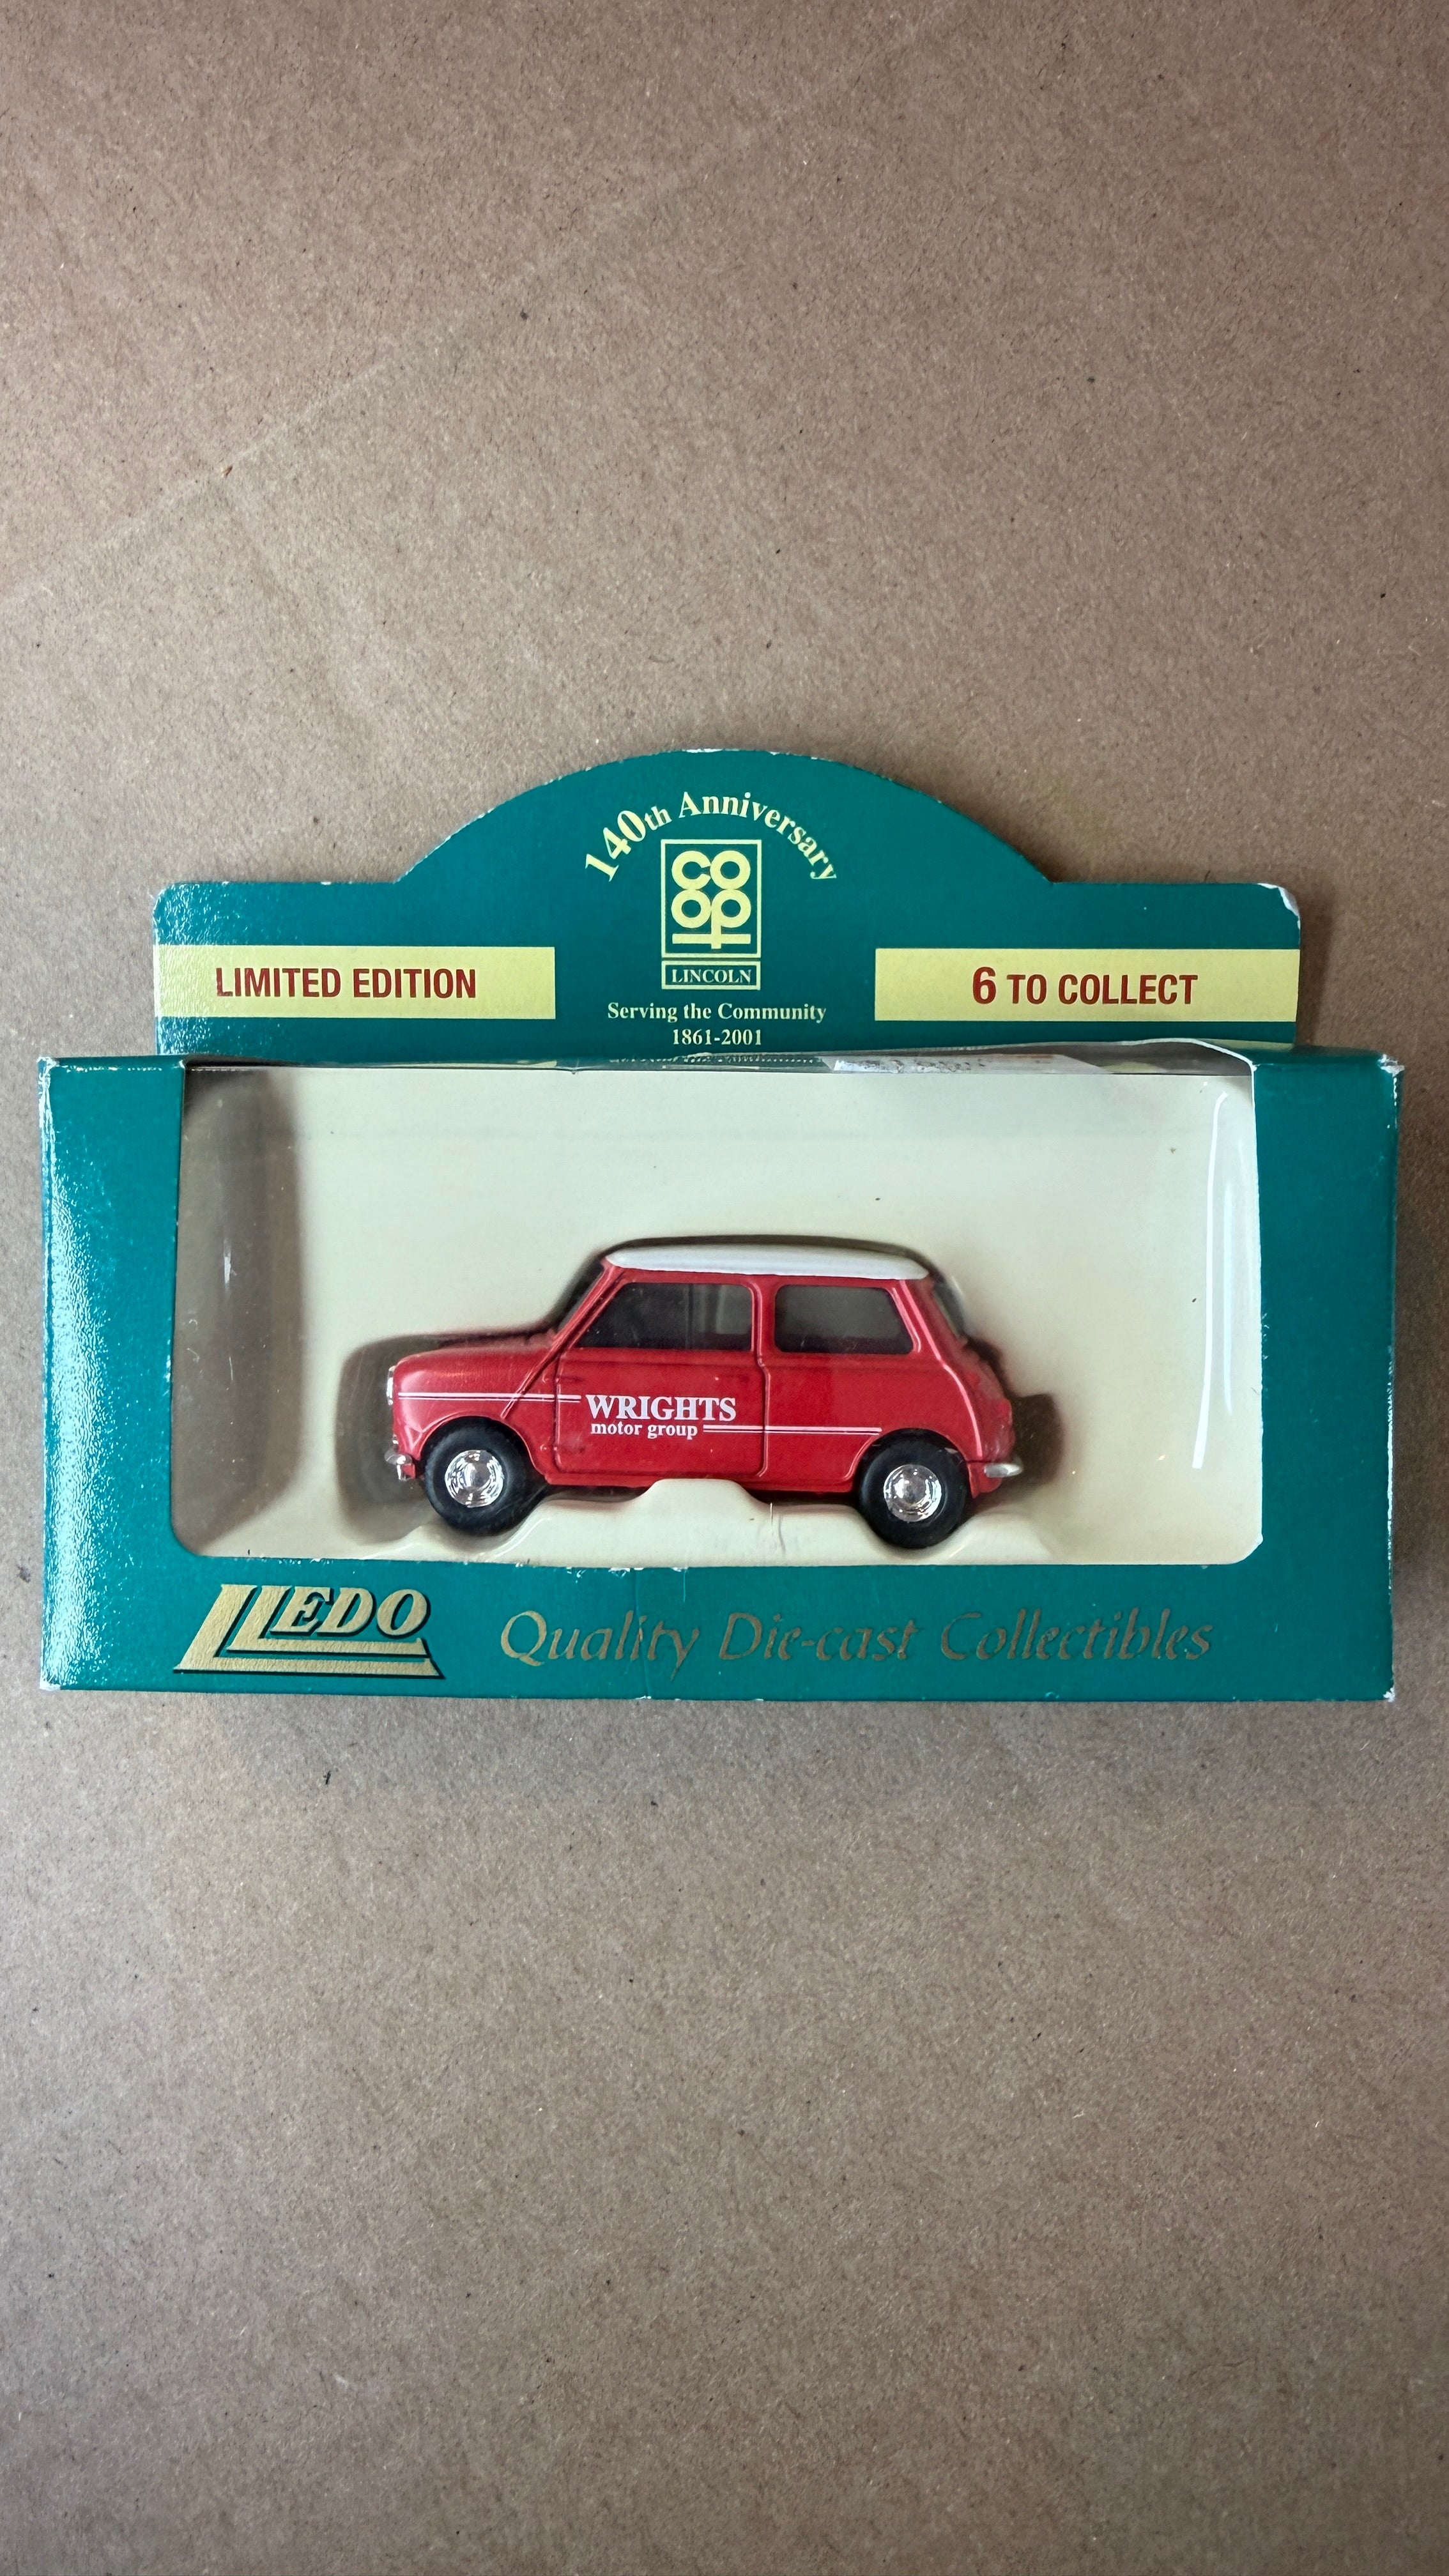 140th Anniversary
CO
OP
LINCOLN
LIMITED EDITION
6 TO COLLECT
Serving the Community
1861-2001
WRIGHTS
motor group
LLEDO
Quality Die-cast Collectibles